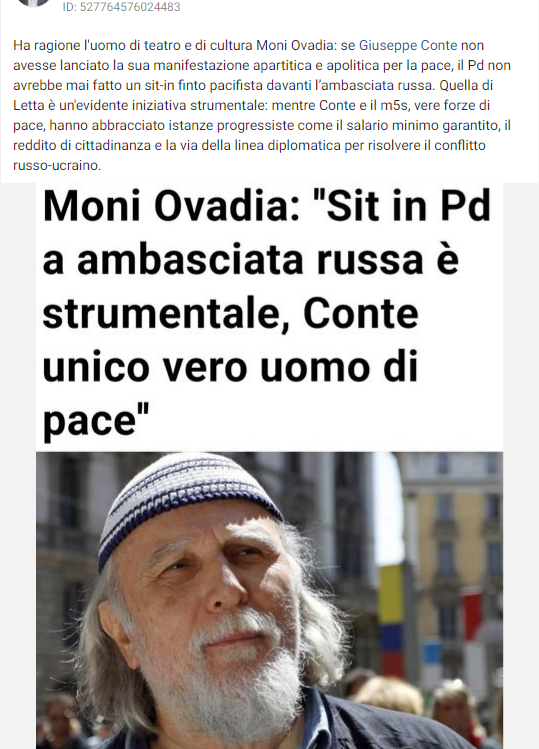 ID: 527764576024483
Ha ragione l'uomo di teatro e di cultura Moni Ovadia: se Giuseppe Conte non
avesse lanciato la sua manifestazione apartitica e apolitica per la pace, il Pd non
avrebbe mai fatto un sit-in finto pacifista davanti l'ambasciata russa. Quella di
Letta è un'evidente iniziativa strumentale: mentre Conte e il m5s, vere forze di
pace, hanno abbracciato istanze progressiste come il salario minimo garantito, il
reddito di cittadinanza e la via della linea diplomatica per risolvere il conflitto
russo-ucraino.
Moni Ovadia: "Sit in Pd
a ambasciata russa è
strumentale, Conte
unico vero uomo di
pace"